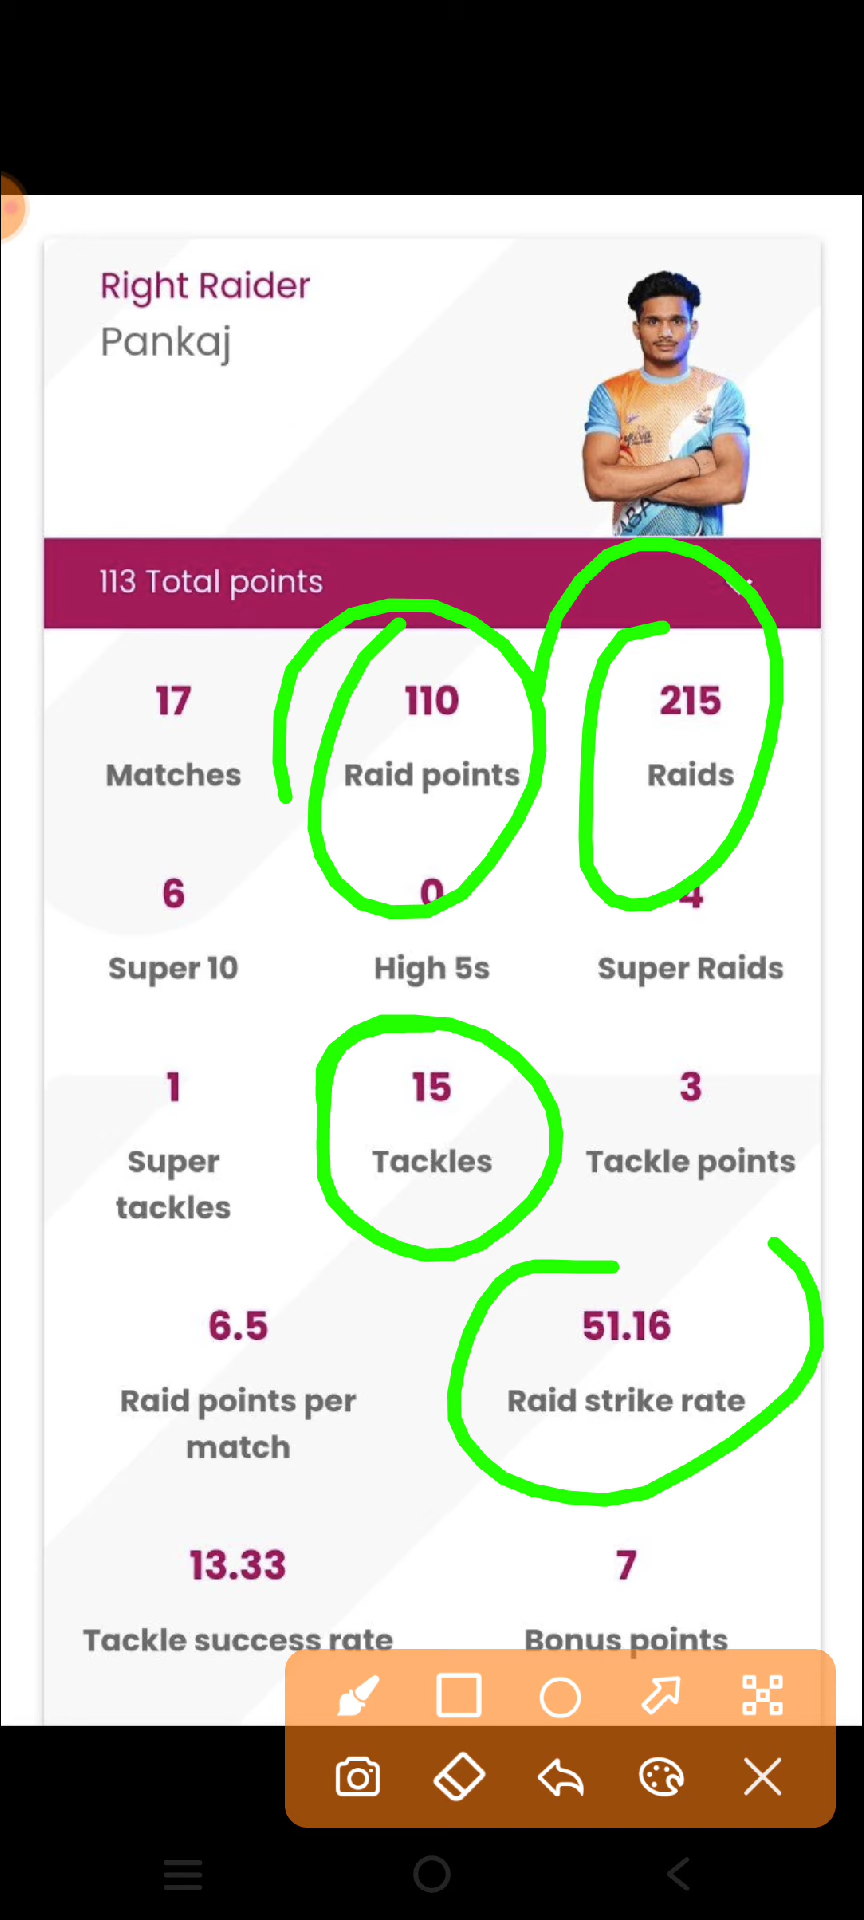 Right Raider
Pankaj
113 Total points
17
110
215
Matches
Raid points
Raids
6
0
4
Super 10
High 5s
Super Raids
1
15
3
Super
tackles
Tackles
Tackle points
6.5
51.16
Raid points per
match
Raid strike rate
13.33
7
Tackle success rate
Bonus points